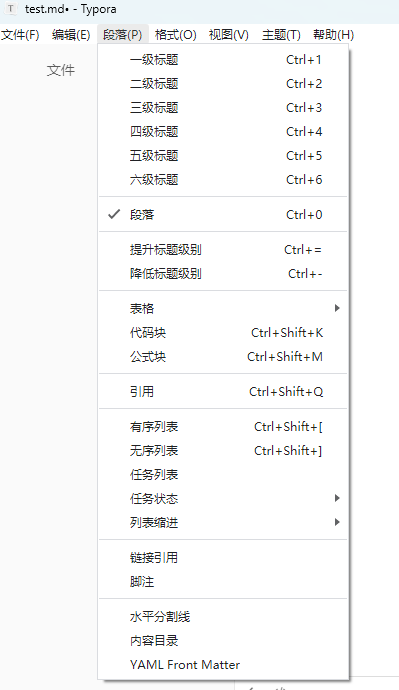 T test.md• - Typora
文件(F) 编辑(E) 段落(P) 格式(O) 视图(V) 主题(T) 帮助(H)
文件
一级标题 Ctrl+1
二级标题 Ctrl+2
三级标题 Ctrl+3
四级标题 Ctrl+4
五级标题 Ctrl+5
六级标题 Ctrl+6
段落 Ctrl+0
提升标题级别 Ctrl+=
降低标题级别 Ctrl+-
表格
代码块 Ctrl+Shift+K
公式块 Ctrl+Shift+M
引用 Ctrl+Shift+Q
有序列表 Ctrl+Shift+[
无序列表 Ctrl+Shift+]
任务列表
任务状态
列表缩进
链接引用
脚注
水平分割线
内容目录
YAML Front Matter